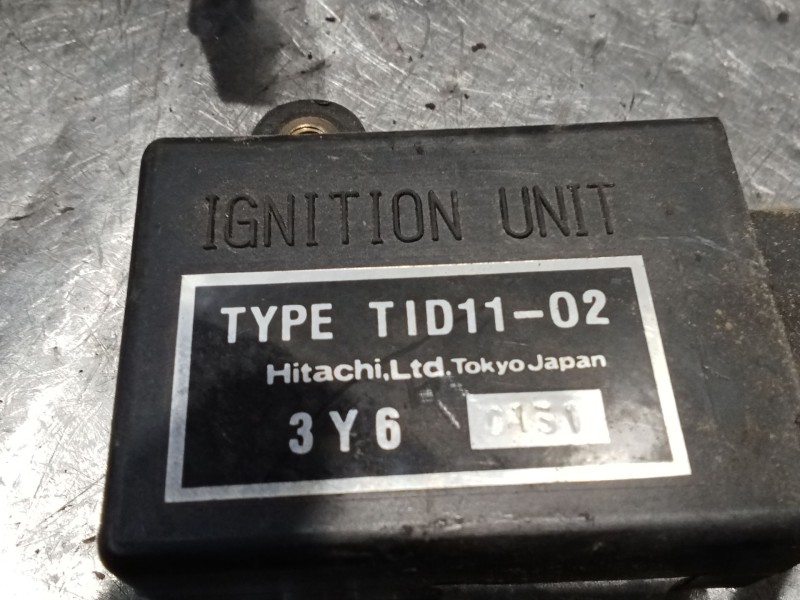 IGNITION UNIT
TYPE TID11-02
Hitachi,Ltd.Tokyo Japan
3Y6